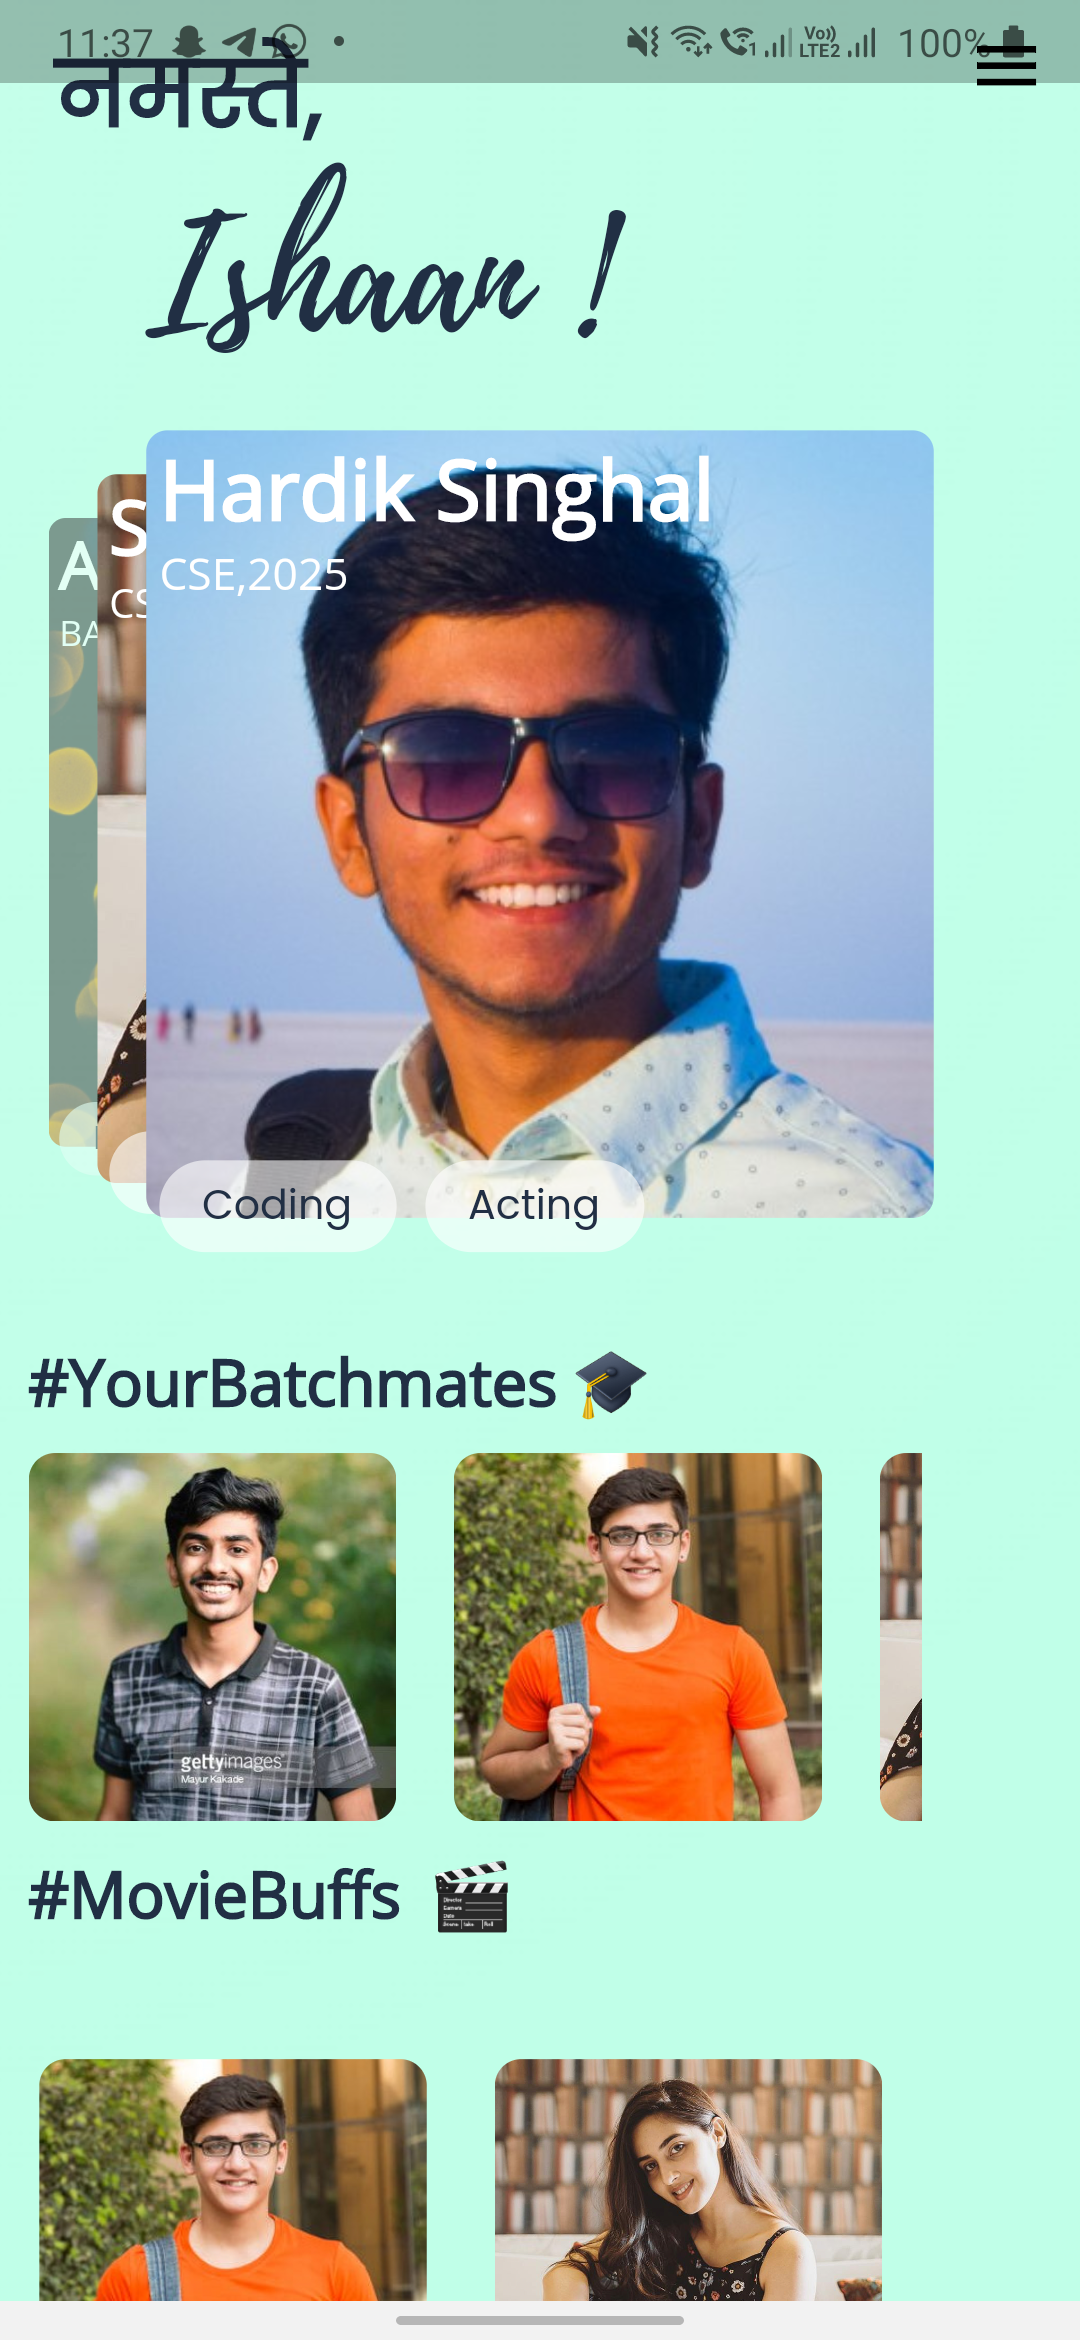 11:37
Vo)) 1
LTE2 100%
नमस्ते,
Ishaan !
Hardik Singhal
CSE,2025
S
CS
A
BA
Coding Acting
#YourBatchmates 🎓
gettyimages
Mayur Kakade
#MovieBuffs 🎬